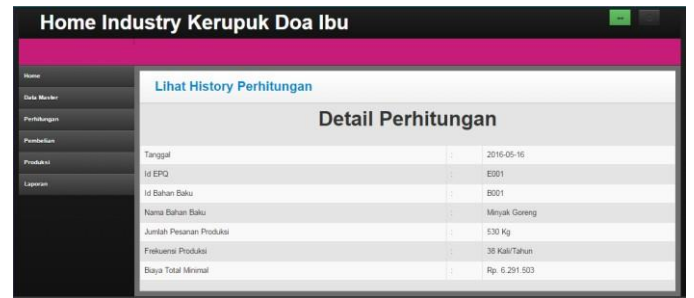 Home Industry Kerupuk Doa Ibu
Home
Data Master
Perhitungan
Pembelian
Produksi
Laporan
Lihat History Perhitungan
Detail Perhitungan
Tanggal : 2016-05-16
Id EPQ : E001
Id Bahan Baku : B001
Nama Bahan Baku : Minyak Goreng
Jumlah Pesanan Produksi : 530 Kg
Frekuensi Produksi : 38 Kali/Tahun
Biaya Total Minimal : Rp. 6.291.503